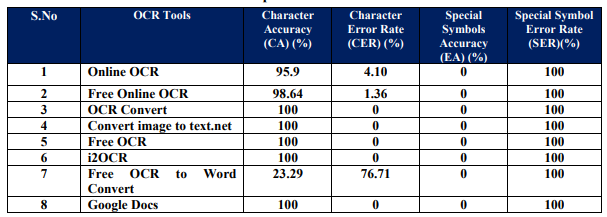 S.No OCR Tools Character Accuracy (CA) (%) Character Error Rate (CER) (%) Special Symbols Accuracy (EA) (%) Special Symbol Error Rate (SER)(%)
1 Online OCR 95.9 4.10 0 100
2 Free Online OCR 98.64 1.36 0 100
3 OCR Convert 100 0 0 100
4 Convert image to text.net 100 0 0 100
5 Free OCR 100 0 0 100
6 i2OCR 100 0 0 100
7 Free OCR to Word Convert 23.29 76.71 0 100
8 Google Docs 100 0 0 100